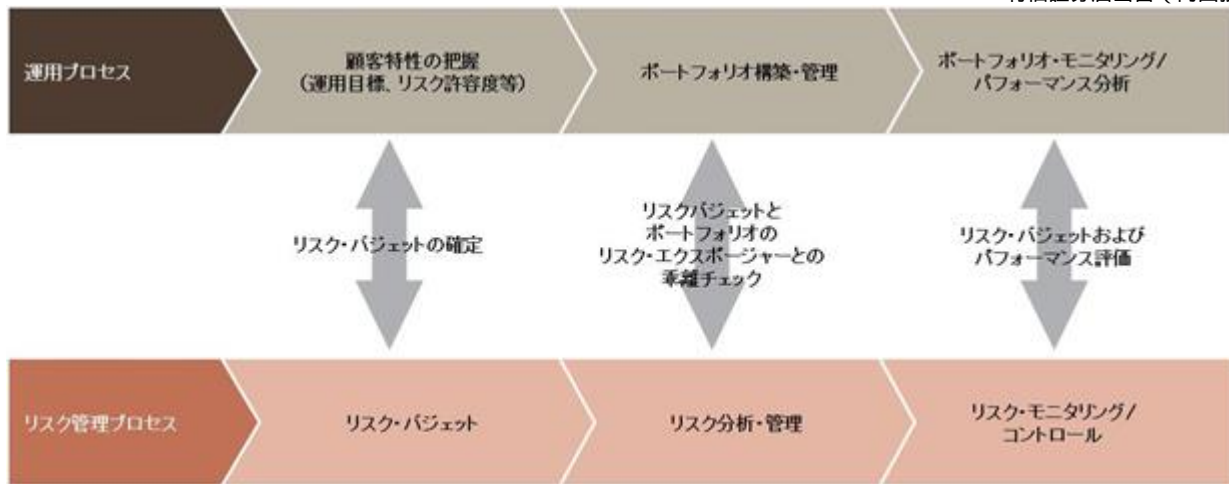 運用プロセス
顧客特性の把握
(運用目標、リスク許容度等)
ポートフォリオ構築・管理
ポートフォリオ・モニタリング/
パフォーマンス分析
リスク・バジェットの確定
リスクバジェットと
ポートフォリオの
リスク・エクスポージャーとの
乖離チェック
リスク・バジェットおよび
パフォーマンス評価
リスク管理プロセス
リスク・バジェット
リスク分析・管理
リスク・モニタリング/
コントロール